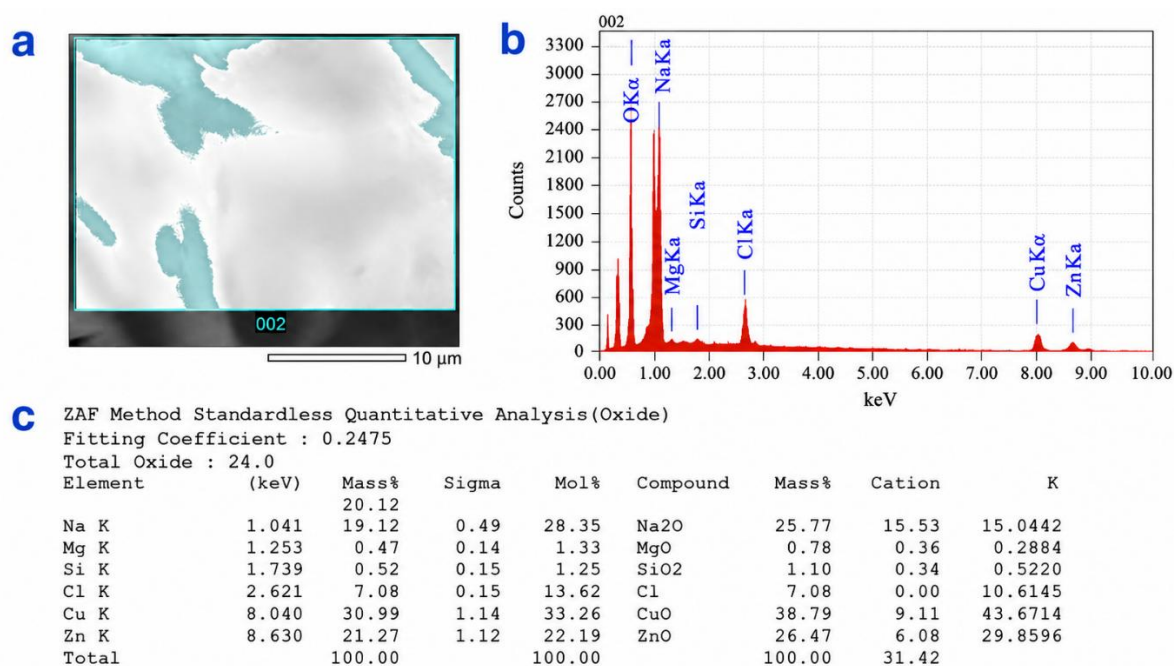 a
002
10 μm
b
002
Counts
3300
3000
2700
2400
2100
1800
1500
1200
900
600
300
0
OKα
NaKa
MgKa
SiKa
ClKa
CuKα
ZnKa
0.00 1.00 2.00 3.00 4.00 5.00 6.00 7.00 8.00 9.00 10.00
keV
c
ZAF Method Standardless Quantitative Analysis(Oxide)
Fitting Coefficient : 0.2475
Total Oxide : 24.0
Element (keV) Mass% Sigma Mol% Compound Mass% Cation K
20.12
Na K 1.041 19.12 0.49 28.35 Na2O 25.77 15.53 15.0442
Mg K 1.253 0.47 0.14 1.33 MgO 0.78 0.36 0.2884
Si K 1.739 0.52 0.15 1.25 SiO2 1.10 0.34 0.5220
Cl K 2.621 7.08 0.15 13.62 Cl 7.08 0.00 10.6145
Cu K 8.040 30.99 1.14 33.26 CuO 38.79 9.11 43.6714
Zn K 8.630 21.27 1.12 22.19 ZnO 26.47 6.08 29.8596
Total 100.00 100.00 100.00 31.42